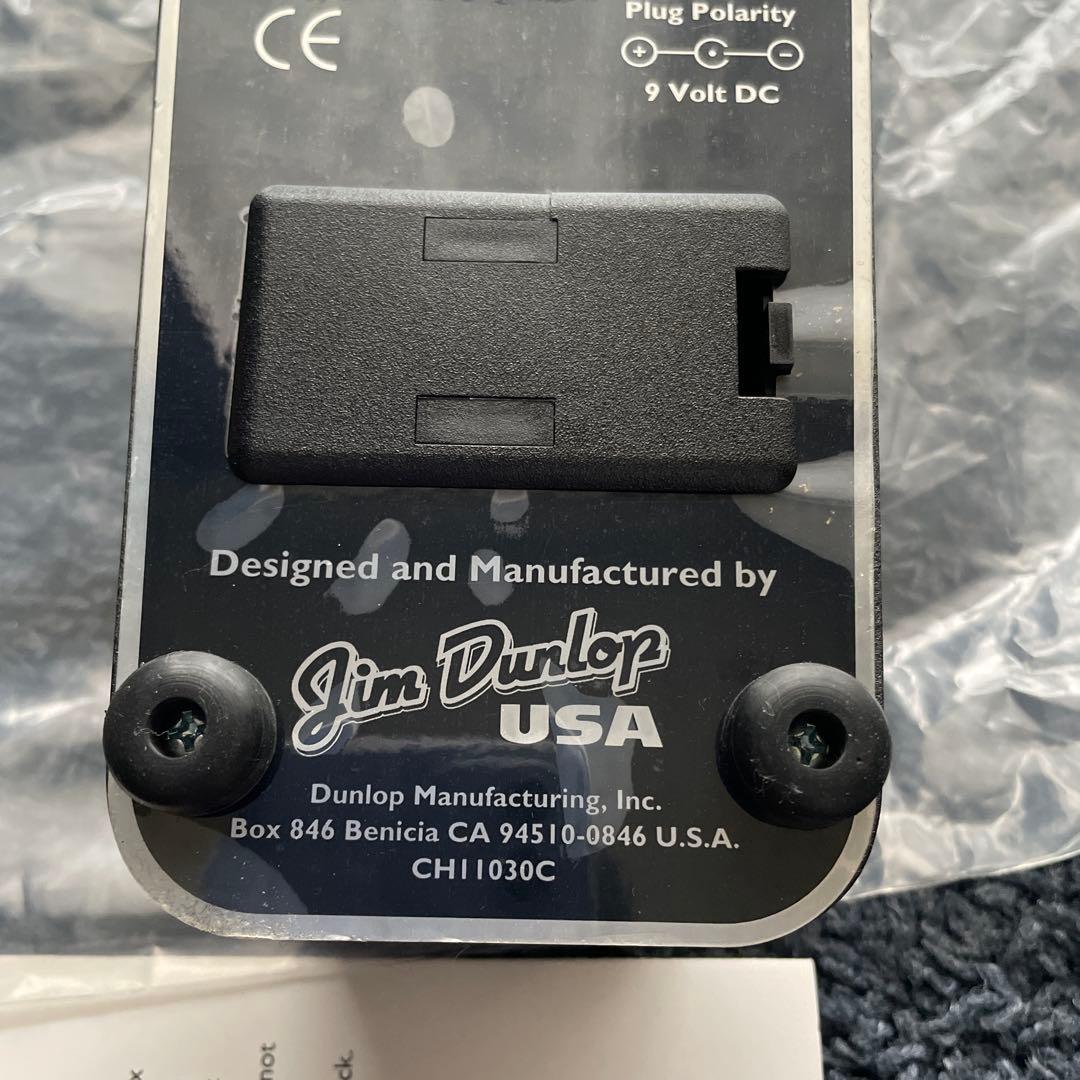 CE
Plug Polarity
+ -
9 Volt DC
Designed and Manufactured by
Jim Dunlop
USA
Dunlop Manufacturing, Inc.
Box 846 Benicia CA 94510-0846 U.S.A.
CH11030C
not